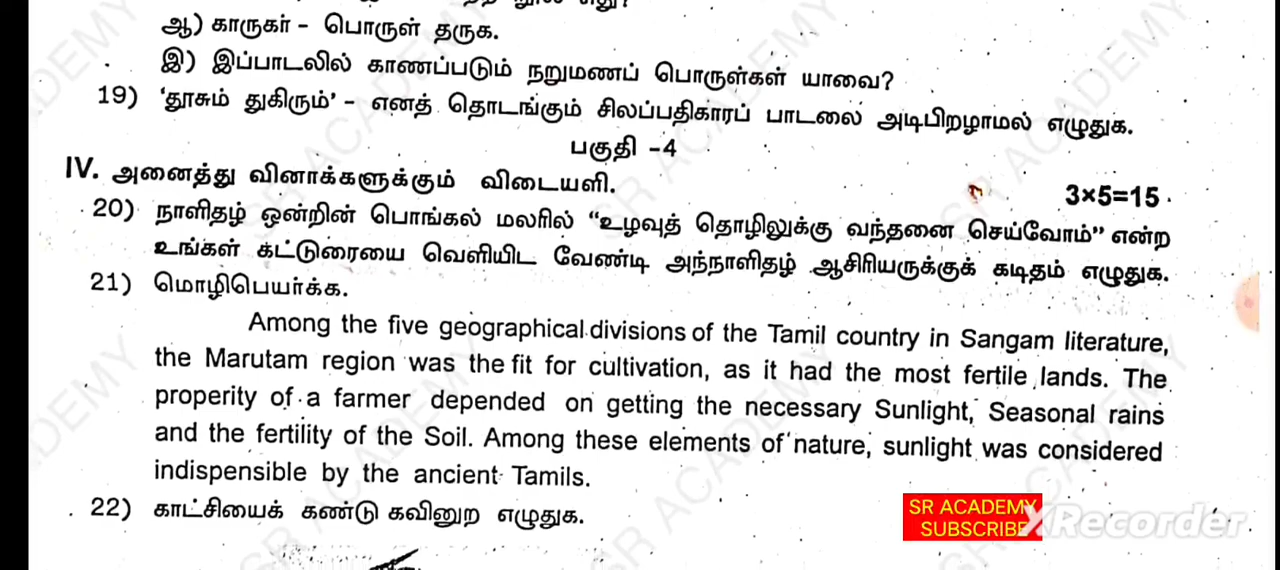 ஆ) காருகர் - பொருள் தருக.
இ) இப்பாடலில் காணப்படும் நறுமணப் பொருள்கள் யாவை?
19) 'தூசும் துகிரும்' - எனத் தொடங்கும் சிலப்பதிகாரப் பாடலை அடிபிறழாமல் எழுதுக.
பகுதி -4
IV. அனைத்து வினாக்களுக்கும் விடையளி.
3×5=15
20) நாளிதழ் ஒன்றின் பொங்கல் மலரில் "உழவுத் தொழிலுக்கு வந்தனை செய்வோம்" என்ற
உங்கள் கட்டுரையை வெளியிட வேண்டி அந்நாளிதழ் ஆசிரியருக்குக் கடிதம் எழுதுக.
21) மொழிபெயர்க்க.
Among the five geographical divisions of the Tamil country in Sangam literature,
the Marutam region was the fit for cultivation, as it had the most fertile lands. The
properity of a farmer depended on getting the necessary Sunlight, Seasonal rains
and the fertility of the Soil. Among these elements of nature, sunlight was considered
indispensible by the ancient Tamils.
22) காட்சியைக் கண்டு கவினுற எழுதுக.
SR ACADEMY
SUBSCRIBE
XRecorder
SR ACADEMY